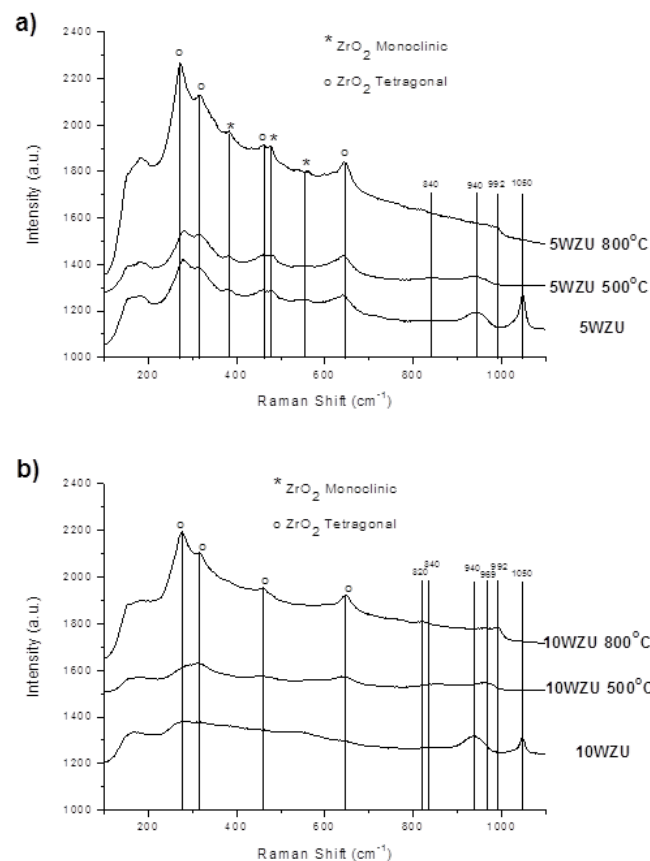 a)
* ZrO2 Monoclinic
o ZrO2 Tetragonal
2400
2200
2000
1800
1600
1400
1200
1000
Intensity (a.u.)
840
940
992
1050
5WZU 800°C
5WZU 500°C
5WZU
200
400
600
800
1000
Raman Shift (cm-1)
b)
* ZrO2 Monoclinic
o ZrO2 Tetragonal
2400
2200
2000
1800
1600
1400
1200
1000
Intensity (a.u.)
820
840
940
969
992
1050
10WZU 800°C
10WZU 500°C
10WZU
200
400
600
800
1000
Raman Shift (cm-1)